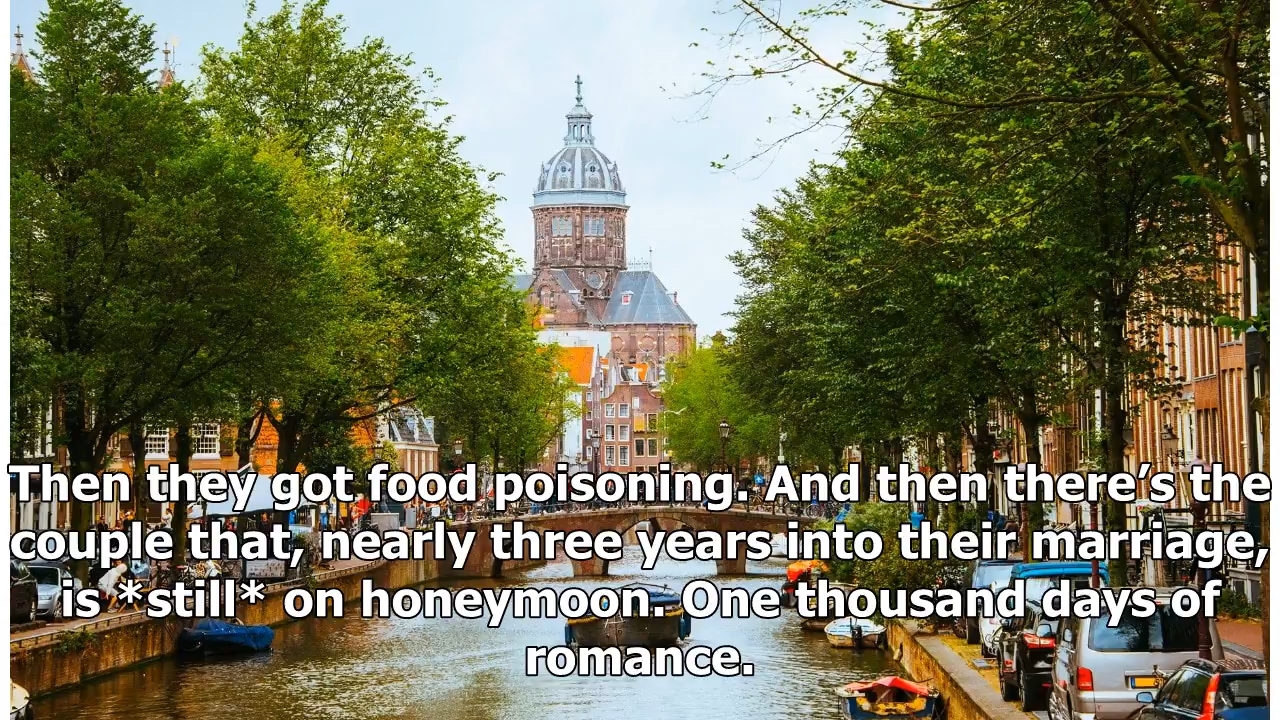 Then they got food poisoning. And then there’s the
couple that, nearly three years into their marriage,
is *still* on honeymoon. One thousand days of
romance.